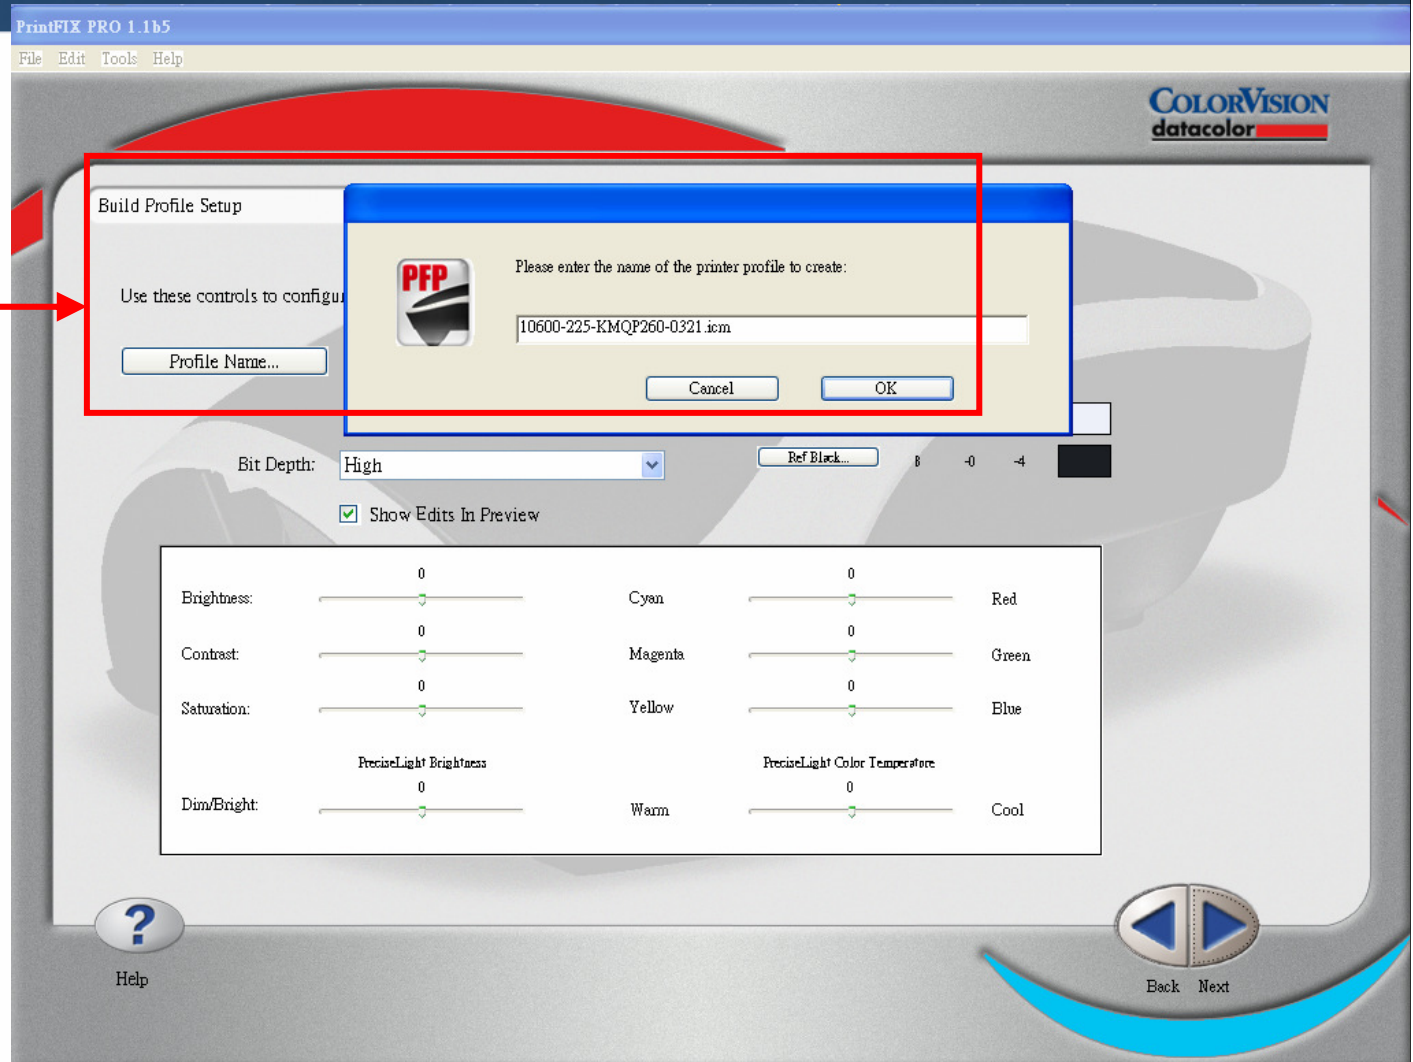 PrintFIX PRO 1.1b5
File Edit Tools Help
COLORVISION
datacolor
Build Profile Setup
PFP
Please enter the name of the printer profile to create:
Use these controls to configu
10600-225-KMQP260-0321.icm
Profile Name...
Cancel OK
Bit Depth: High Ref Black... B -0 -4
Show Edits In Preview
0 0
Brightness: Cyan Red
0 0
Contrast: Magenta Green
0 0
Saturation: Yellow Blue
PreciseLight Brightness PreciseLight Color Temperature
0 0
Dim/Bright: Warm Cool
?
Help
Back Next